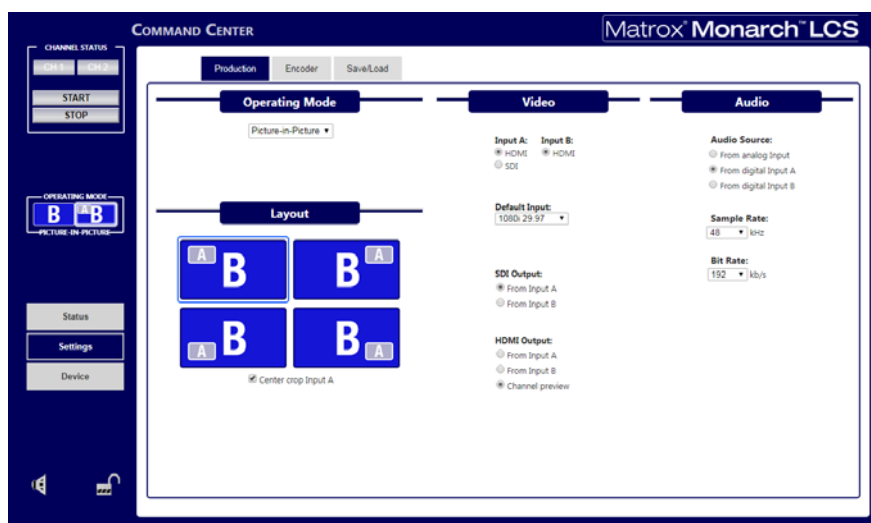 COMMAND CENTER
Matrox® Monarch™ LCS
CHANNEL STATUS
CH 1 CH 2
START
STOP
OPERATING MODE
B A B
PICTURE-IN-PICTURE
Status
Settings
Device
Production Encoder Save/Load
Operating Mode
Picture-in-Picture
Layout
A B
B A
A B
B A
Center crop Input A
Video
Input A: Input B:
HDMI HDMI
SDI
Default Input:
1080i 29.97
SDI Output:
From Input A
From Input B
HDMI Output:
From Input A
From Input B
Channel preview
Audio
Audio Source:
From analog Input
From digital Input A
From digital Input B
Sample Rate:
48 kHz
Bit Rate:
192 kb/s